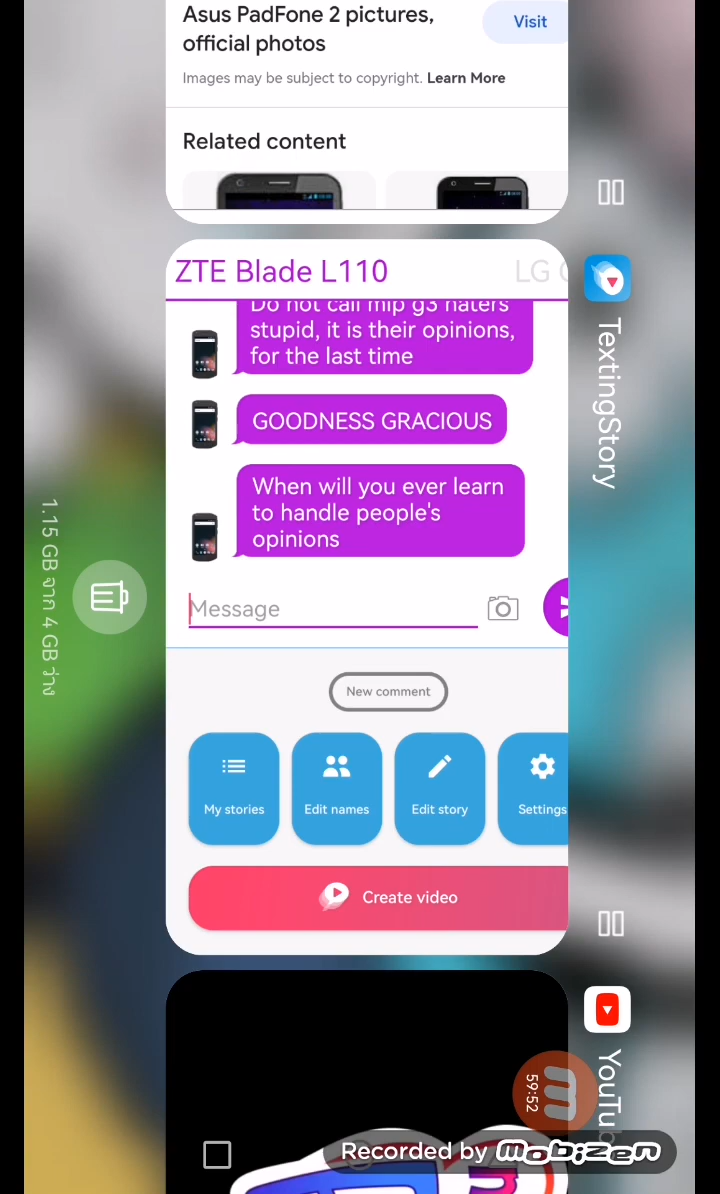 Asus PadFone 2 pictures,
official photos
Visit
Images may be subject to copyright. Learn More
Related content
TextingStory
ZTE Blade L110
LG
Do not call mip g3 haters
stupid, it is their opinions,
for the last time
GOODNESS GRACIOUS
When will you ever learn
to handle people's
opinions
1.15 GB จาก 4 GB ว่าง
Message
New comment
My stories
Edit names
Edit story
Settings
Create video
YouTu
59:52
Recorded by mobizen